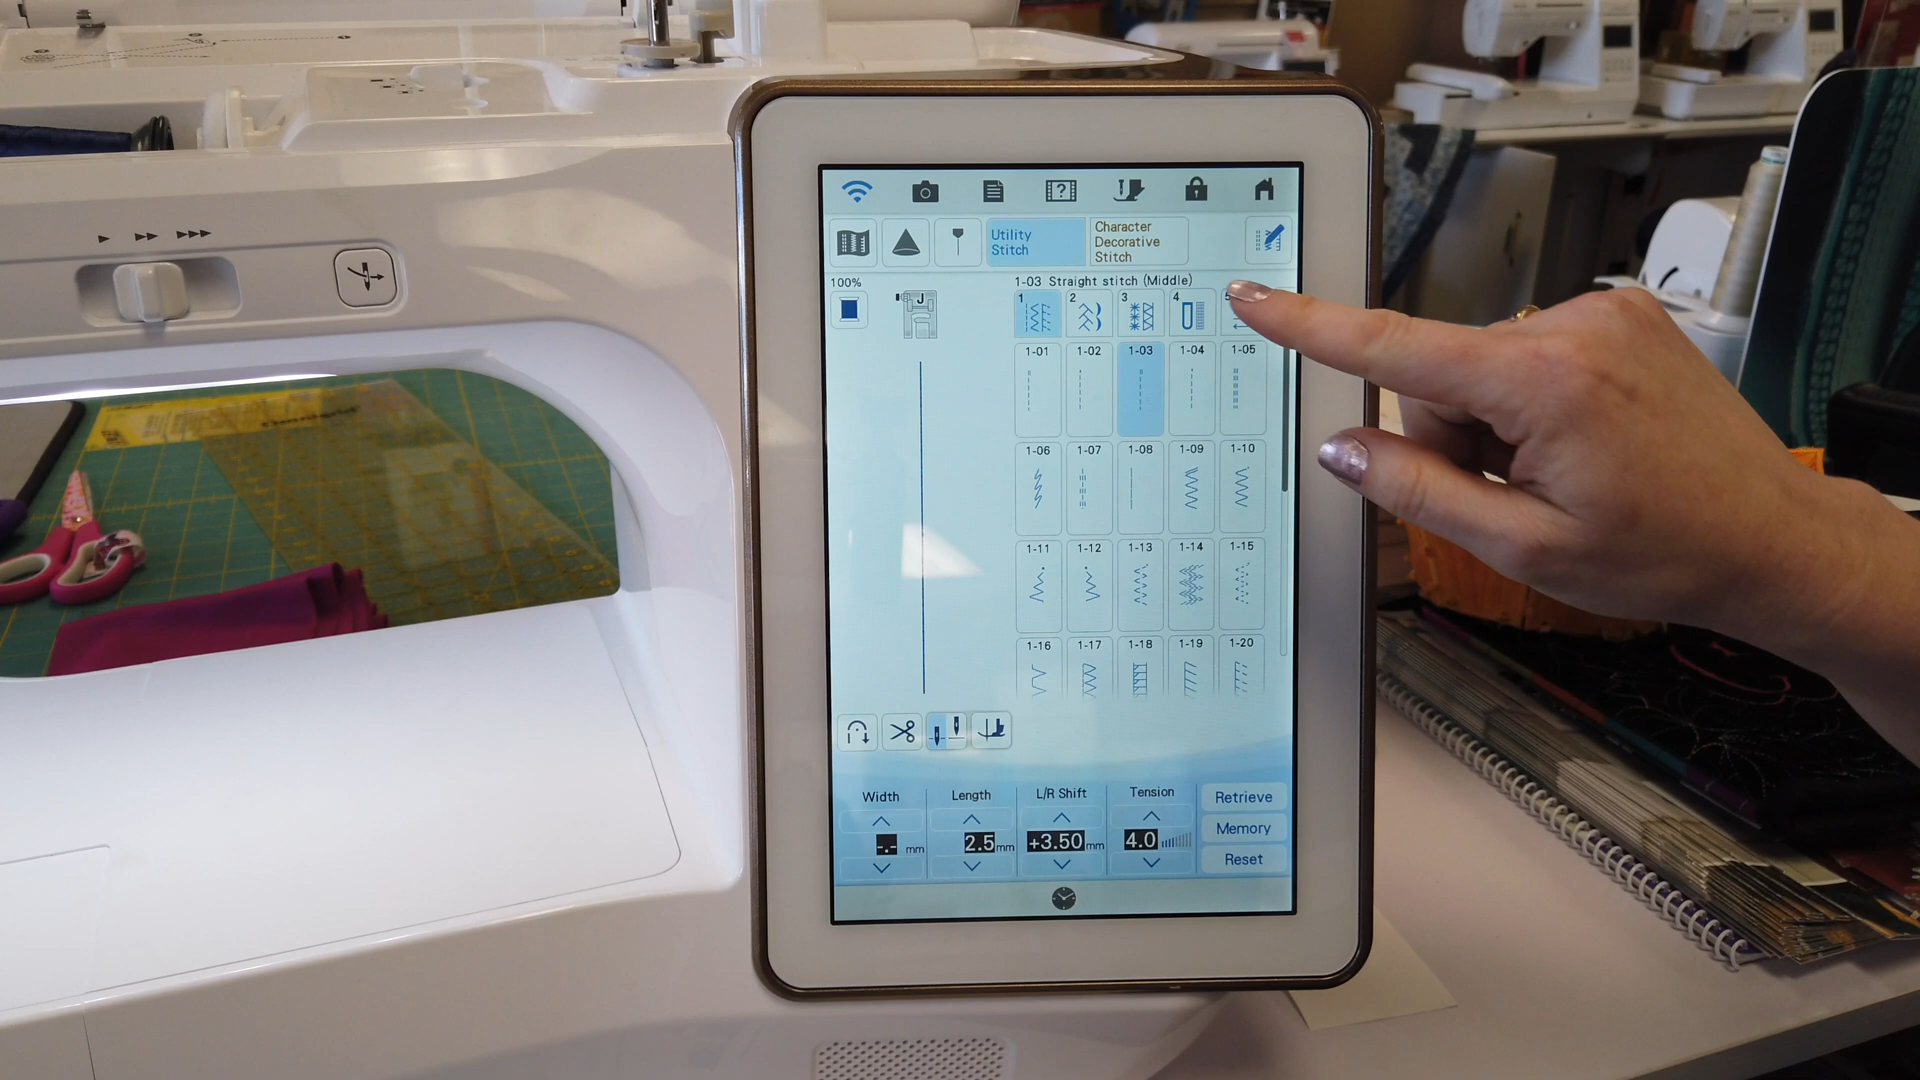 Utility
Stitch
Character
Decorative
Stitch
100%
1-03 Straight stitch (Middle)
J
1 2 3 4 5
1-01 1-02 1-03 1-04 1-05
1-06 1-07 1-08 1-09 1-10
1-11 1-12 1-13 1-14 1-15
1-16 1-17 1-18 1-19 1-20
Width Length L/R Shift Tension
-.- mm 2.5 mm +3.50 mm 4.0
Retrieve
Memory
Reset